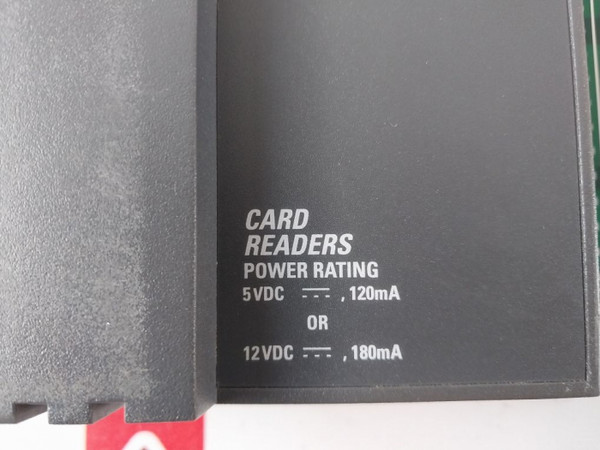 CARD
READERS
POWER RATING
5VDC ⎓ , 120mA
OR
12VDC ⎓ , 180mA